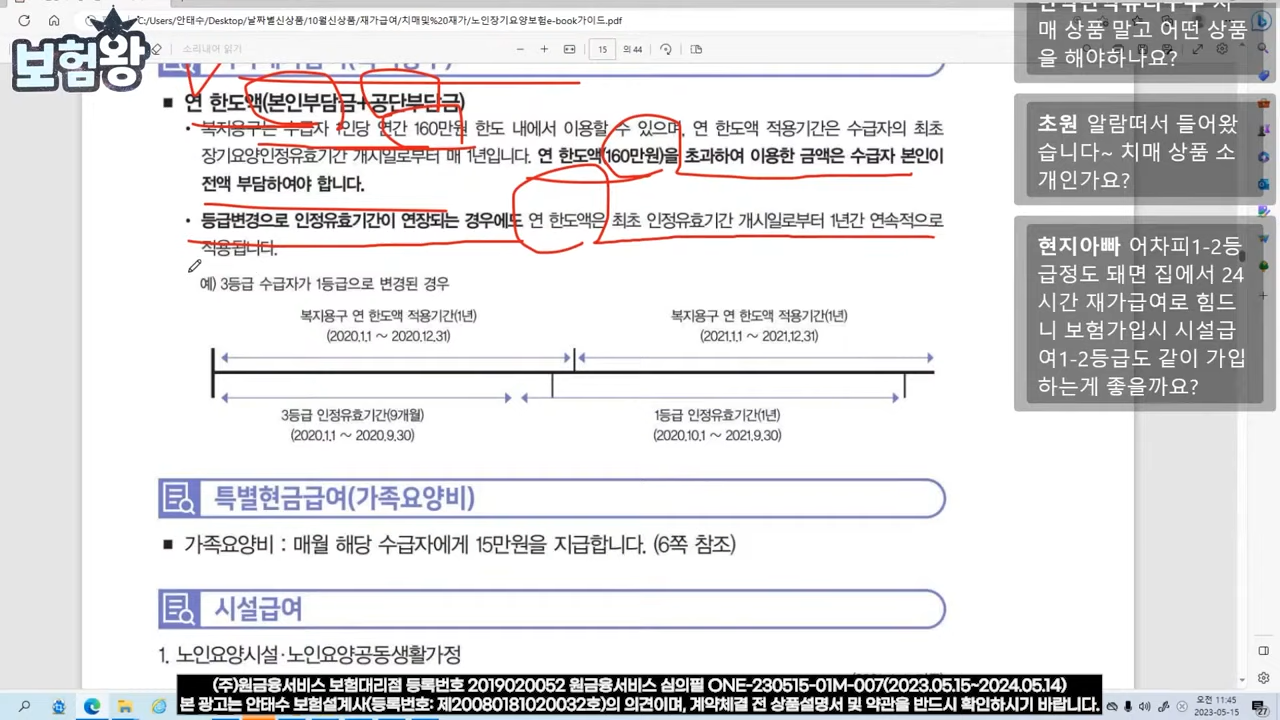 C:/Users/안태수/Desktop/날짜별신상품/10월신상품/재가급여/치매및%20재가/노인장기요양보험e-book가이드.pdf
보험왕
소리내어 읽기
15 의 44
■ 연 한도액(본인부담금+공단부담금)
• 복지용구는 수급자 1인당 연간 160만원 한도 내에서 이용할 수 있으며, 연 한도액 적용기간은 수급자의 최초
장기요양인정유효기간 개시일로부터 매 1년입니다. 연 한도액(160만원)을 초과하여 이용한 금액은 수급자 본인이
전액 부담하여야 합니다.
• 등급변경으로 인정유효기간이 연장되는 경우에도 연 한도액은 최초 인정유효기간 개시일로부터 1년간 연속적으로
적용됩니다.
예) 3등급 수급자가 1등급으로 변경된 경우
복지용구 연 한도액 적용기간(1년)
(2020.1.1 ~ 2020.12.31)
복지용구 연 한도액 적용기간(1년)
(2021.1.1 ~ 2021.12.31)
3등급 인정유효기간(9개월)
(2020.1.1 ~ 2020.9.30)
1등급 인정유효기간(1년)
(2020.10.1 ~ 2021.9.30)
특별현금급여(가족요양비)
■ 가족요양비 : 매월 해당 수급자에게 15만원을 지급합니다. (6쪽 참조)
시설급여
1. 노인요양시설·노인요양공동생활가정
매 상품 말고 어떤 상품
을 해야하나요?
초원 알람떠서 들어왔
습니다~ 치매 상품 소
개인가요?
현지아빠 어차피1-2등
급정도 돼면 집에서 24
시간 재가급여로 힘드
니 보험가입시 시설급
여1-2등급도 같이 가입
하는게 좋을까요?
(주)원금융서비스 보험대리점 등록번호 2019020052 원금융서비스 심의필 ONE-230515-01M-007(2023.05.15~2024.05.14)
본 광고는 안태수 보험설계사(등록번호: 제20080181020032호)의 의견이며, 계약체결 전 상품설명서 및 약관을 반드시 확인하시기 바랍니다.
오전 11:45
2023-05-15
27